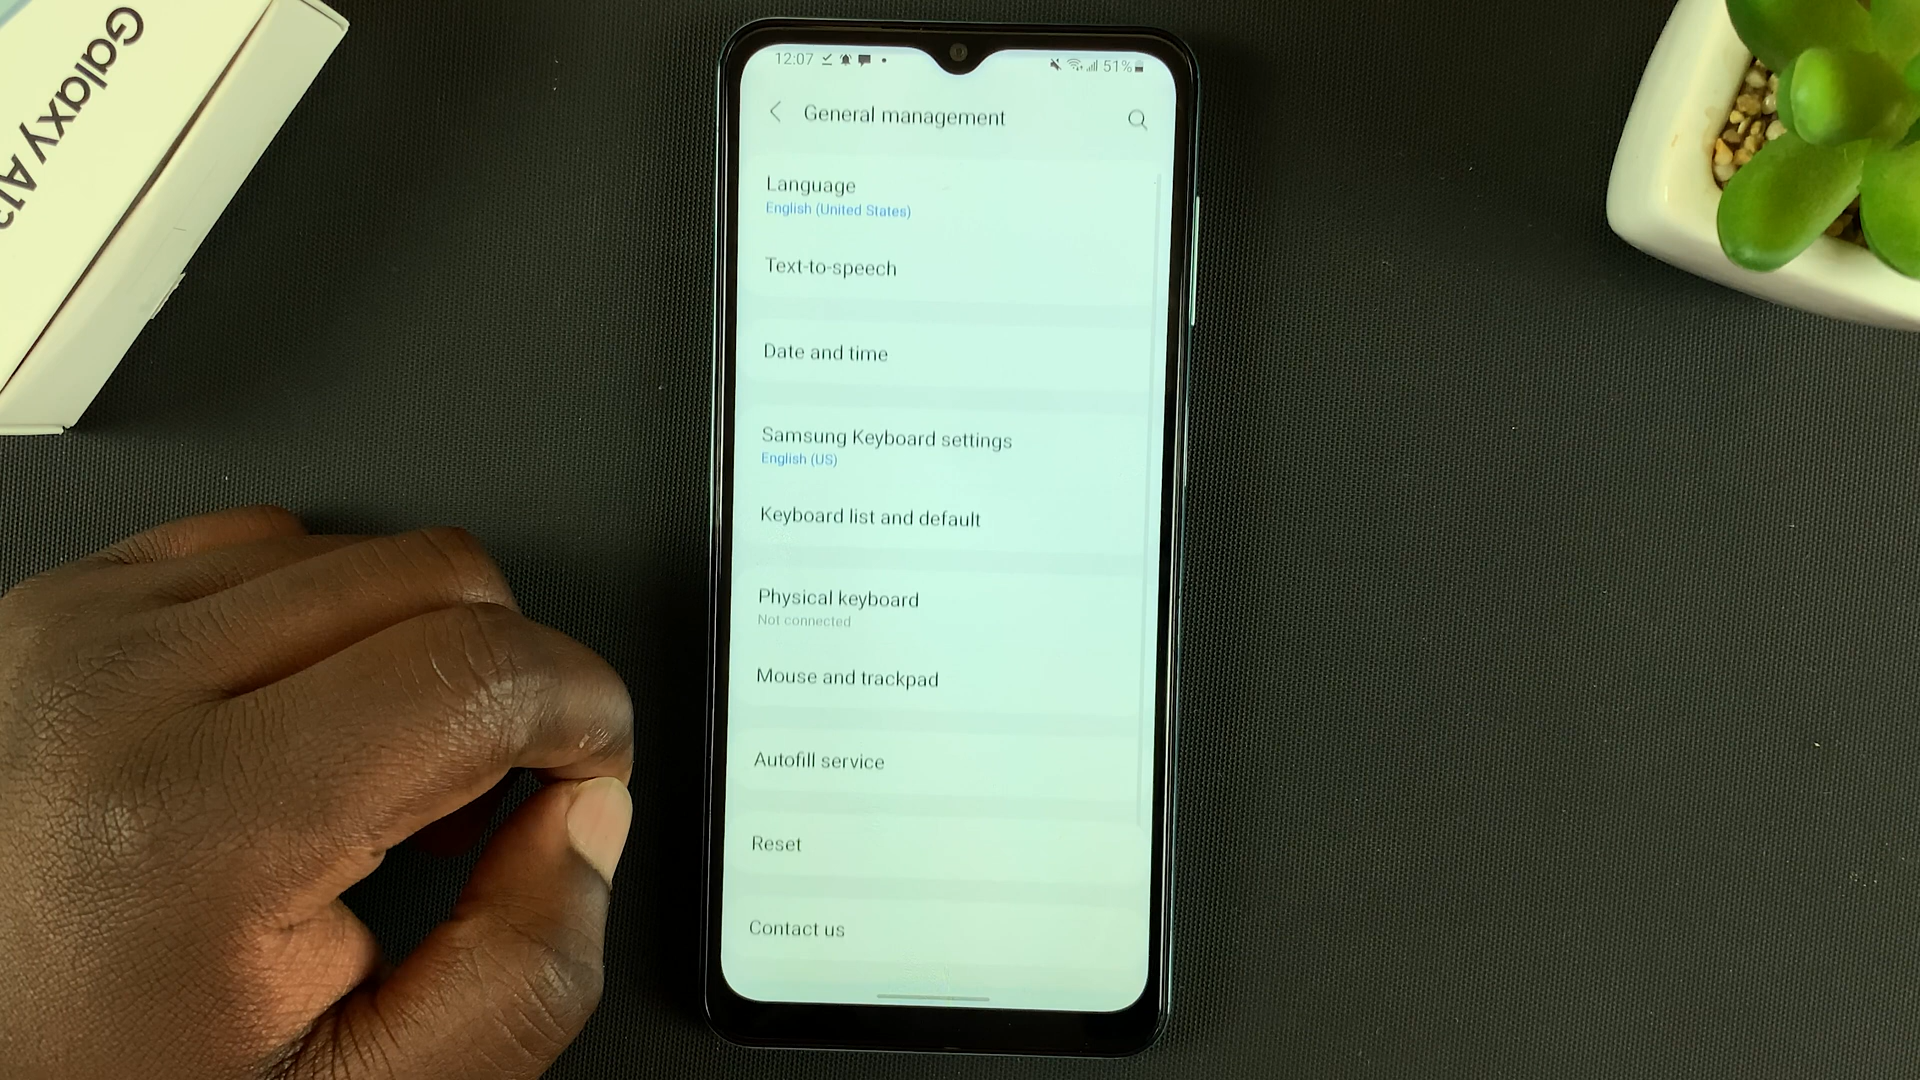 Galaxy A13
12:07 51%
General management
Language
English (United States)
Text-to-speech
Date and time
Samsung Keyboard settings
English (US)
Keyboard list and default
Physical keyboard
Not connected
Mouse and trackpad
Autofill service
Reset
Contact us